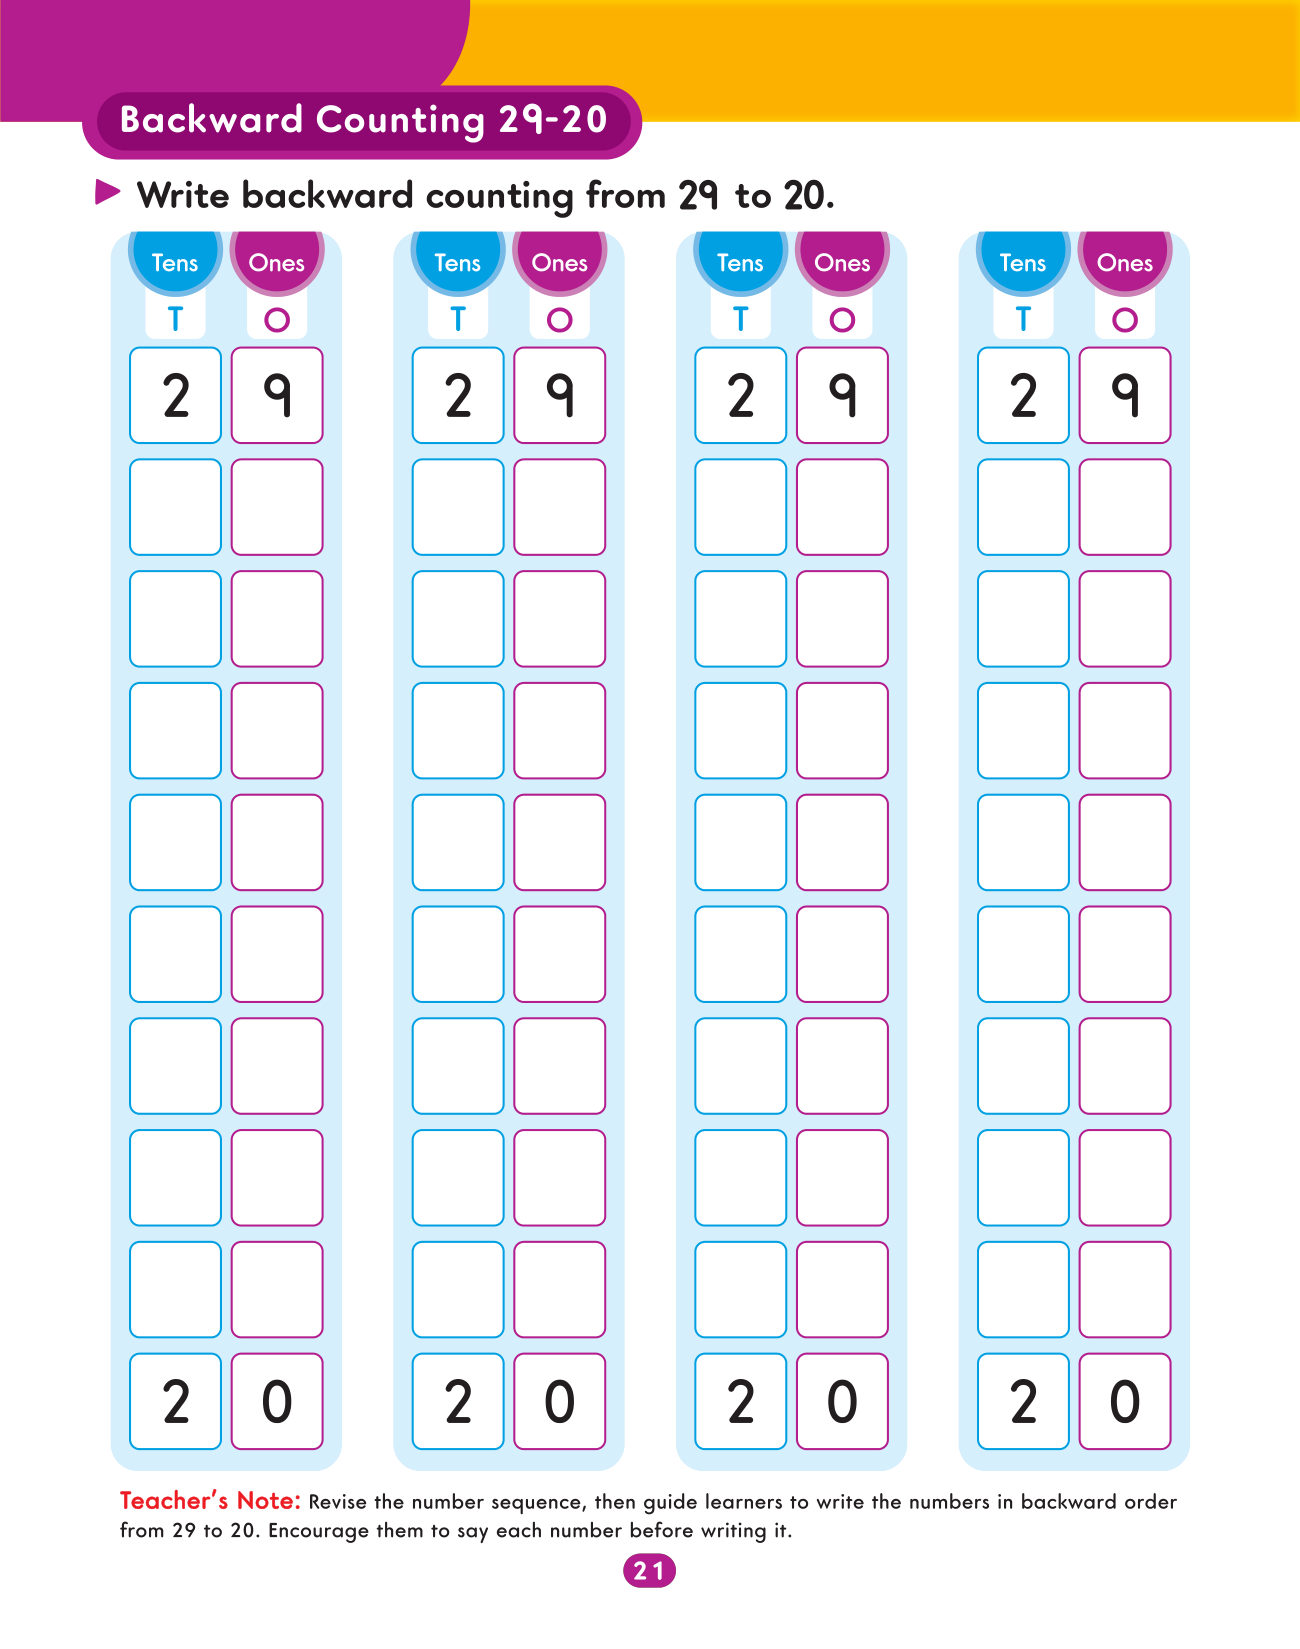 Backward Counting 29-20
Write backward counting from 29 to 20.
Tens Ones Tens Ones Tens Ones Tens Ones
T O T O T O T O
2 9 2 9 2 9 2 9
2 0 2 0 2 0 2 0
Teacher's Note: Revise the number sequence, then guide learners to write the numbers in backward order
from 29 to 20. Encourage them to say each number before writing it.
21